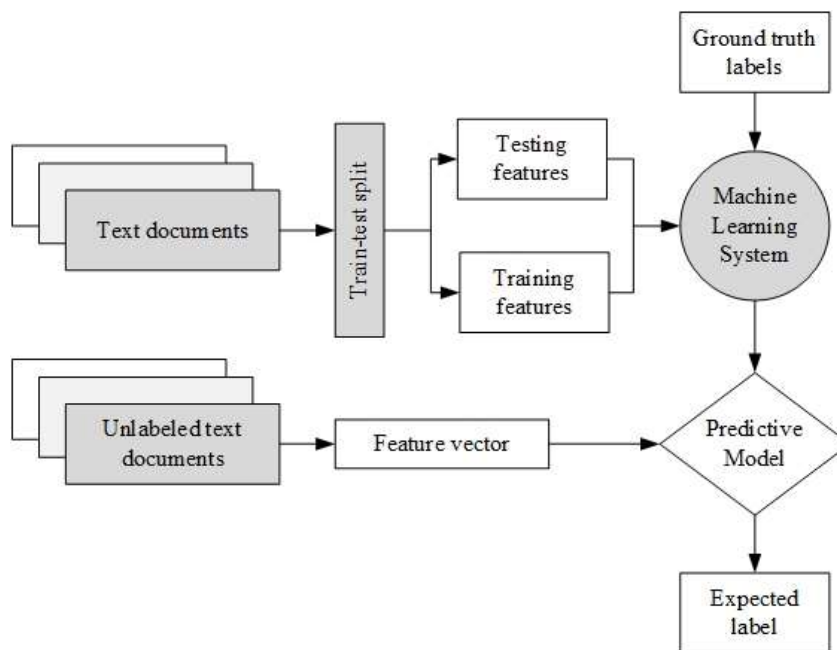 Ground truth
labels
Text documents
Train-test split
Testing
features
Training
features
Machine
Learning
System
Unlabeled text
documents
Feature vector
Predictive
Model
Expected
label